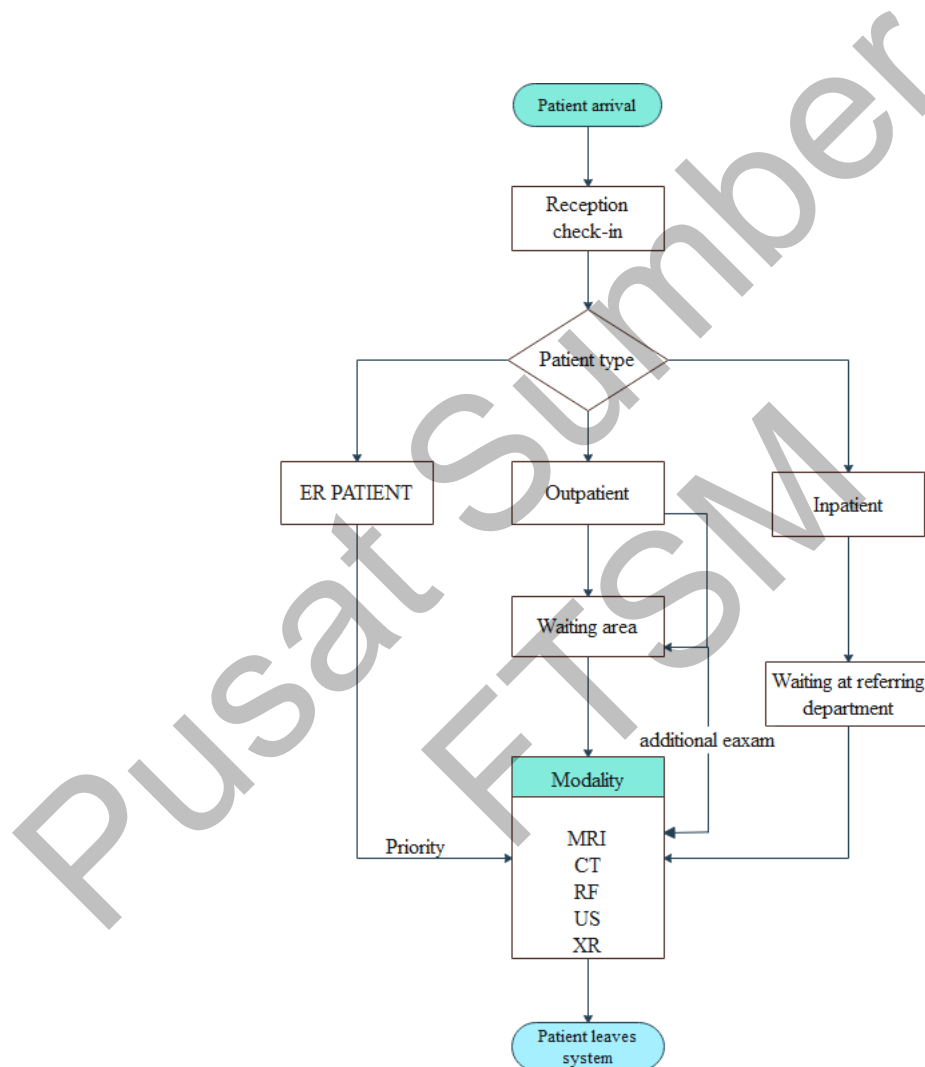 Patient arrival
Reception
check-in
Patient type
ER PATIENT
Outpatient
Inpatient
Waiting area
Waiting at referring
department
additional eaxam
Modality
MRI
CT
RF
US
XR
Priority
Patient leaves
system
Pusat Sumber
FTSM